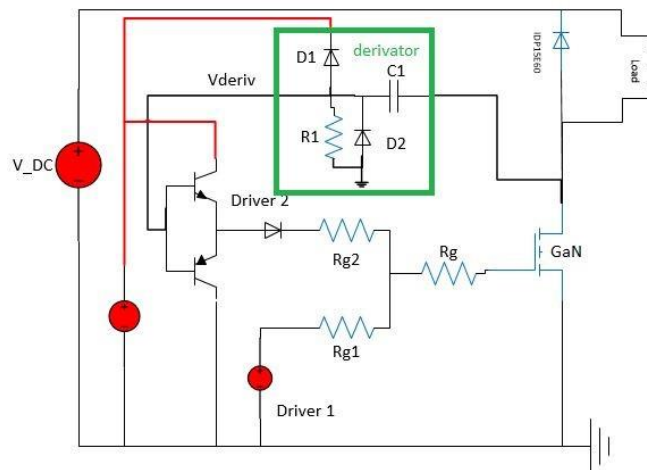 derivator
D1
C1
Vderiv
R1
D2
IDP15E60
Load
V_DC
Driver 2
Rg2
Rg
GaN
Rg1
Driver 1